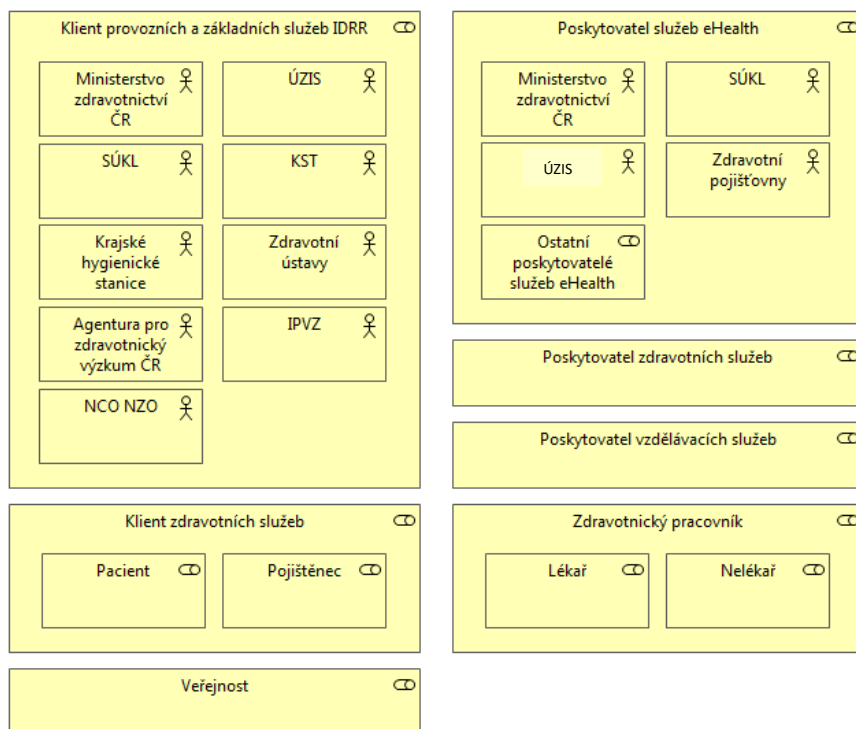 Klient provozních a základních služeb IDRR
Ministerstvo
zdravotnictví
ČR
ÚZIS
SÚKL
KST
Krajské
hygienické
stanice
Zdravotní
ústavy
Agentura pro
zdravotnický
výzkum ČR
IPVZ
NCO NZO
Poskytovatel služeb eHealth
Ministerstvo
zdravotnictví
ČR
SÚKL
ÚZIS
Zdravotní
pojišťovny
Ostatní
poskytovatelé
služeb eHealth
Poskytovatel zdravotních služeb
Poskytovatel vzdělávacích služeb
Klient zdravotních služeb
Pacient
Pojištěnec
Zdravotnický pracovník
Lékař
Nelékař
Veřejnost